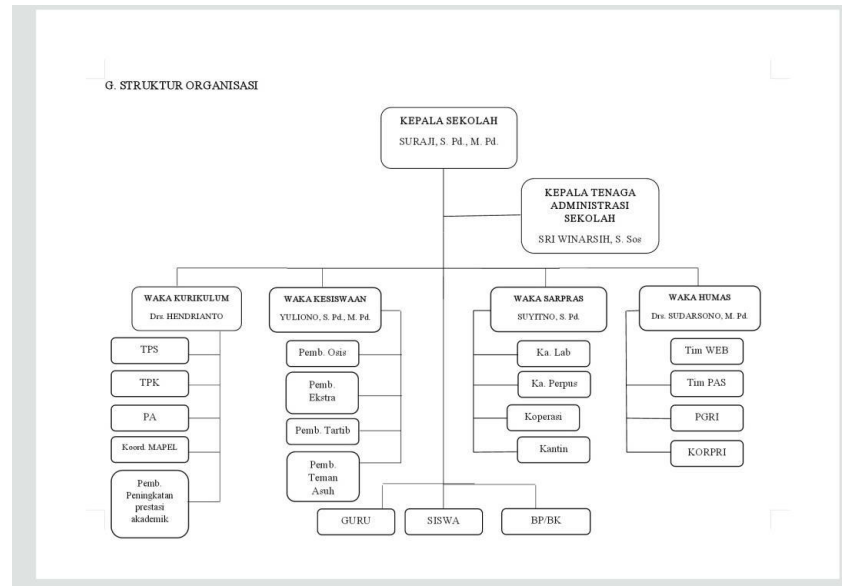 G. STRUKTUR ORGANISASI
KEPALA SEKOLAH
SURAJI, S. Pd., M. Pd.
KEPALA TENAGA
ADMINISTRASI
SEKOLAH
SRI WINARSIH, S. Sos
WAKA KURIKULUM
Drs. HENDRIANTO
TPS
TPK
PA
Koord. MAPEL
Pemb.
Peningkatan
prestasi
akademik
WAKA KESISWAAN
YULIONO, S. Pd., M. Pd.
Pemb. Osis
Pemb.
Ekstra
Pemb. Tartib
Pemb.
Teman
Asuh
WAKA SARPRAS
SUYITNO, S. Pd.
Ka. Lab
Ka. Perpus
Koperasi
Kantin
WAKA HUMAS
Drs. SUDARSONO, M. Pd.
Tim WEB
Tim PAS
PGRI
KORPRI
GURU
SISWA
BP/BK